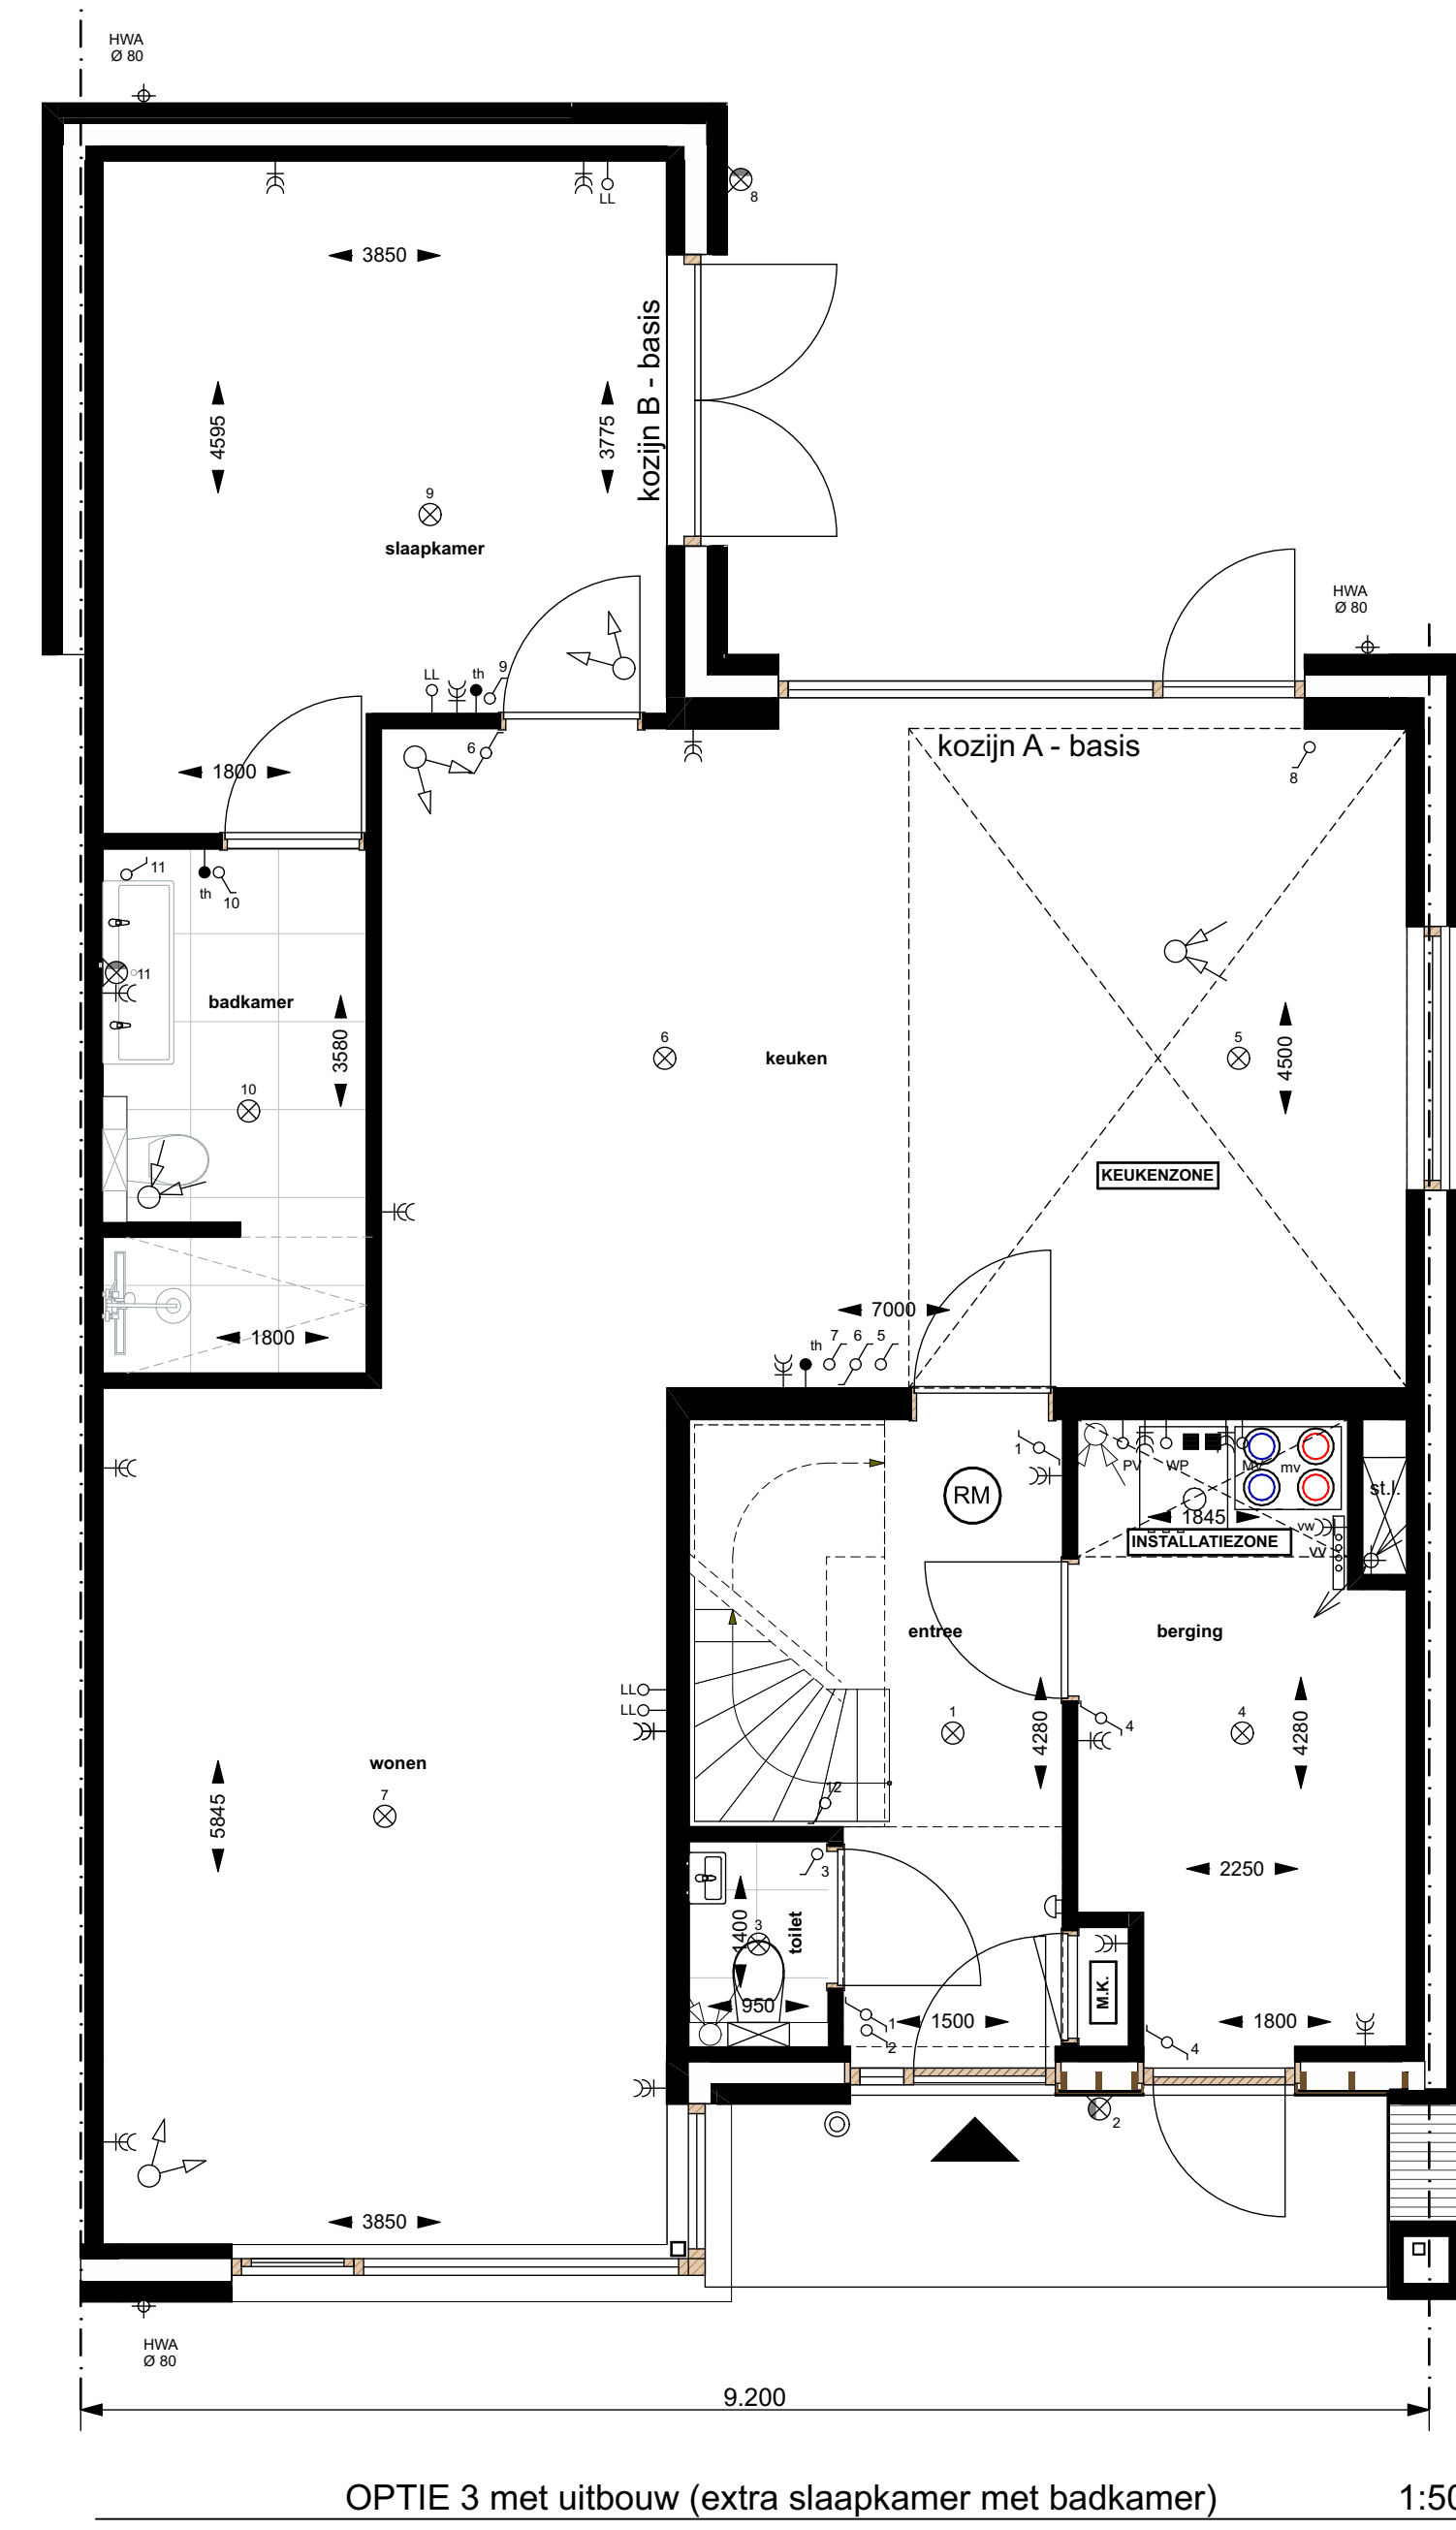 HWA
Ø 80
8
LL
3850
kozijn B - basis
4595
3775
9
slaapkamer
HWA
Ø 80
LL
th
9
6
kozijn A - basis
8
1800
11
th
10
11
badkamer
3580
6
keuken
5
4500
10
KEUKENZONE
7000
1800
th
7
6
5
1
RM
PV
WP
MV
mv
st.l.
1845
INSTALLATIEZONE
vw
VV
entree
berging
LL
LL
1
4280
4
4
4280
wonen
7
5845
12
3
2250
1400
3
toilet
M.K.
950
1
2
1500
4
1800
2
3850
HWA
Ø 80
9.200
OPTIE 3 met uitbouw (extra slaapkamer met badkamer)
1:50